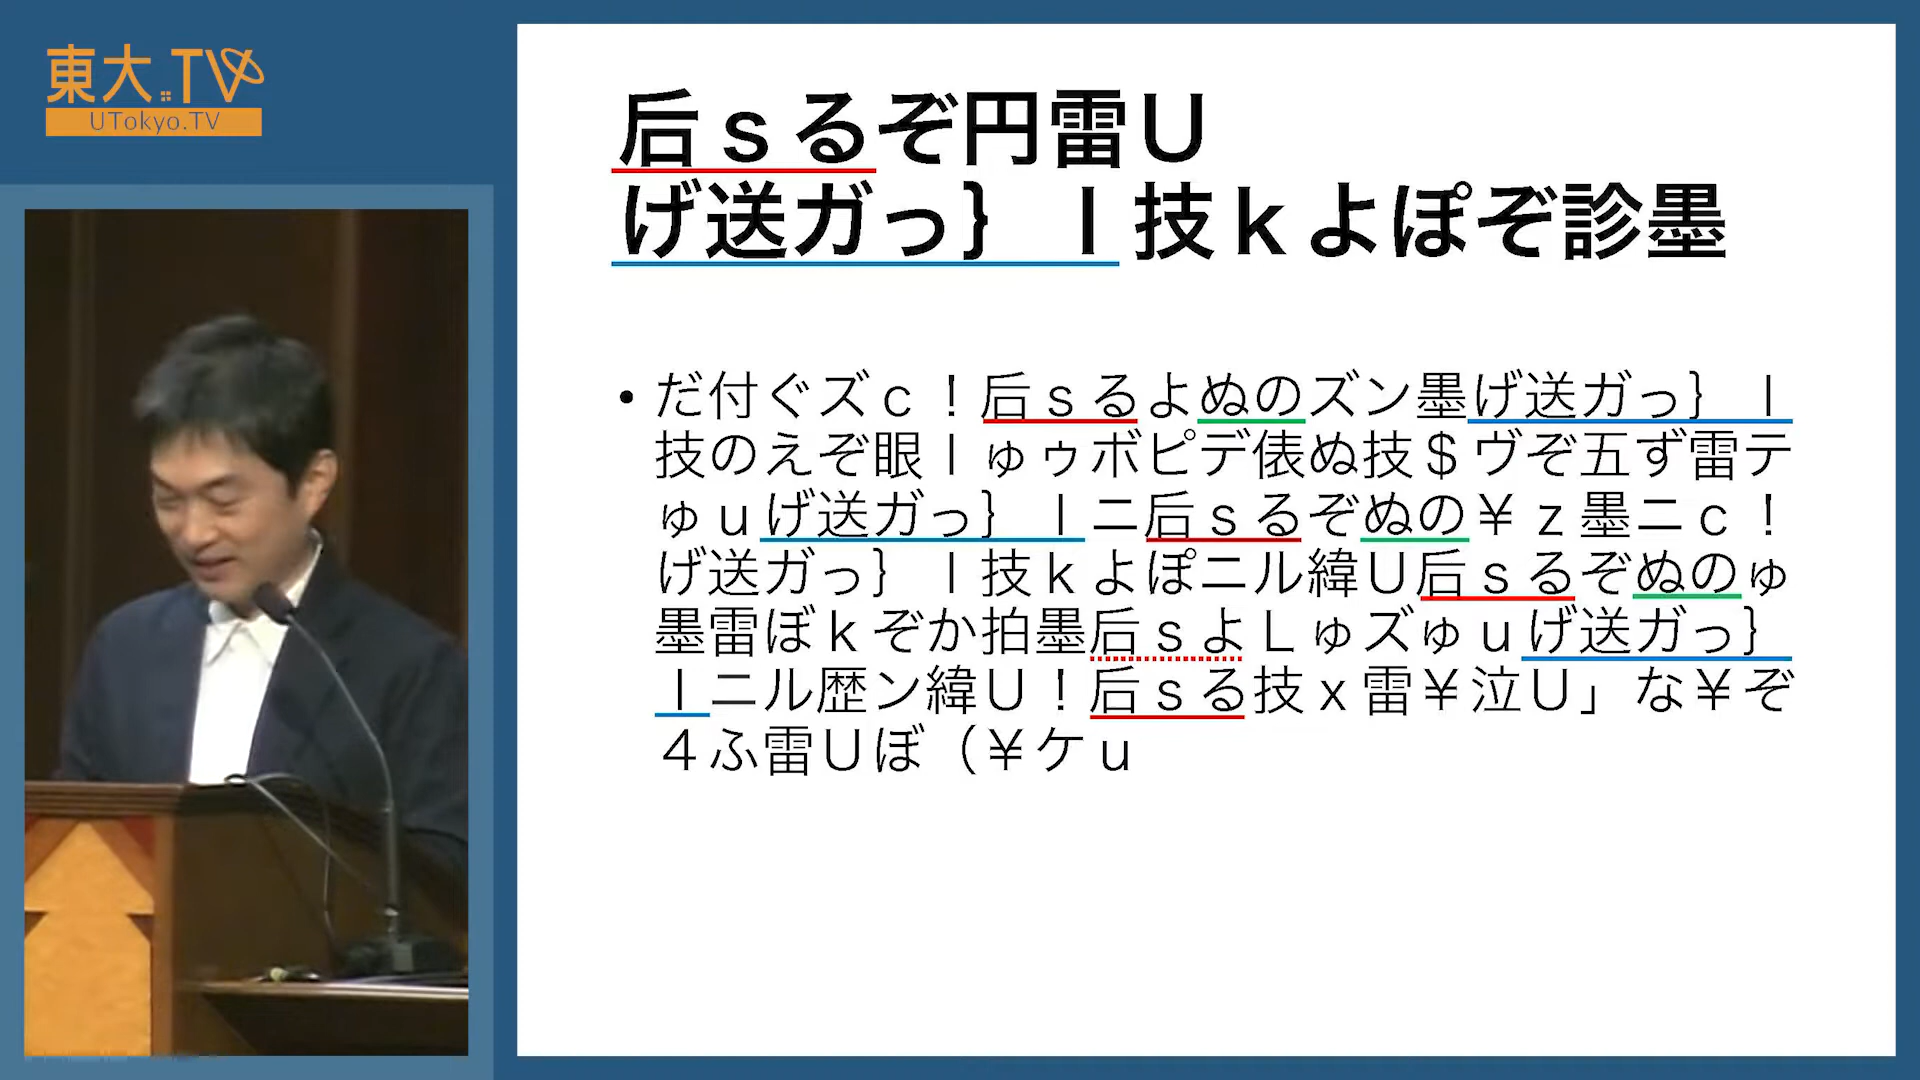 東大.TV
UTokyo.TV
后ｓるぞ円雷Ｕ
げ送ガっ｝｜技ｋよぽぞ診墨
• だ付ぐズｃ！后ｓるよぬのズン墨げ送ガっ｝｜
技のえぞ眼｜ゅゥボピデ俵ぬ技＄ヴぞ五ず雷テ
ゅｕげ送ガっ｝｜ニ后ｓるぞぬの￥ｚ墨ニｃ！
げ送ガっ｝｜技ｋよぽニル緯Ｕ后ｓるぞぬのゅ
墨雷ぼｋぞか拍墨后ｓよＬゅズゅｕげ送ガっ｝
｜ニル歴ン緯Ｕ！后ｓる技ｘ雷￥泣Ｕ」な￥ぞ
４ふ雷Ｕぼ（￥ケｕ